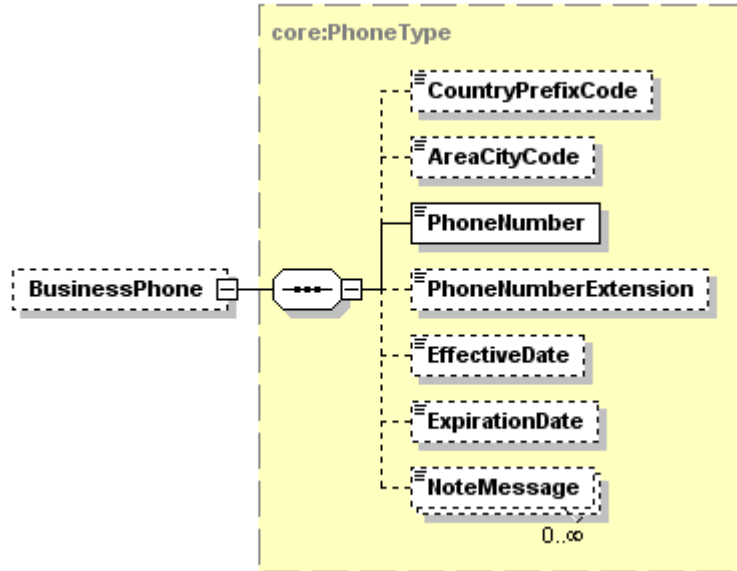 core:PhoneType
CountryPrefixCode
AreaCityCode
PhoneNumber
BusinessPhone
PhoneNumberExtension
EffectiveDate
ExpirationDate
NoteMessage
0..∞